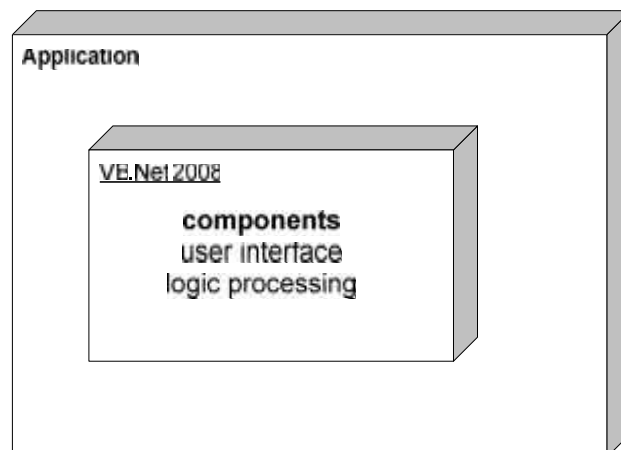 Application
VB.Net 2008
components
user interface
logic processing